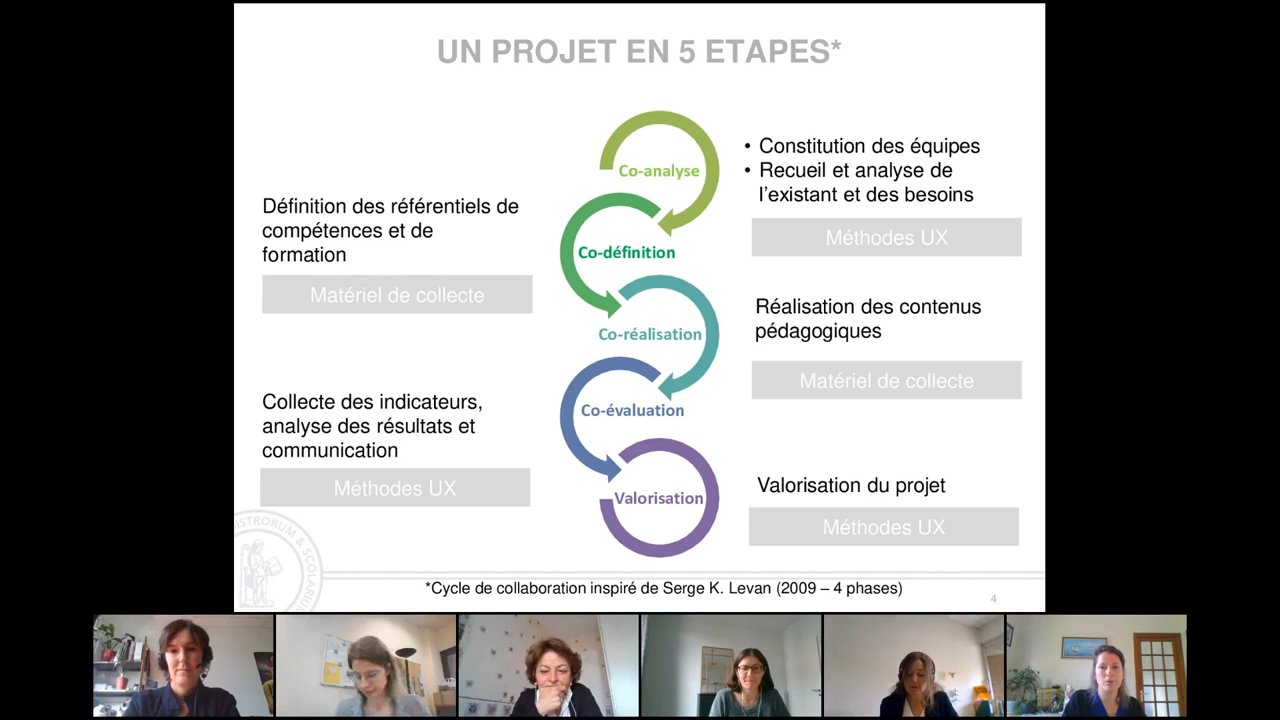 UN PROJET EN 5 ETAPES*
Co-analyse
• Constitution des équipes
• Recueil et analyse de
l'existant et des besoins
Méthodes UX
Définition des référentiels de
compétences et de
formation
Matériel de collecte
Co-définition
Réalisation des contenus
pédagogiques
Matériel de collecte
Co-réalisation
Collecte des indicateurs,
analyse des résultats et
communication
Méthodes UX
Co-évaluation
Valorisation
Valorisation du projet
Méthodes UX
*Cycle de collaboration inspiré de Serge K. Levan (2009 – 4 phases)
4